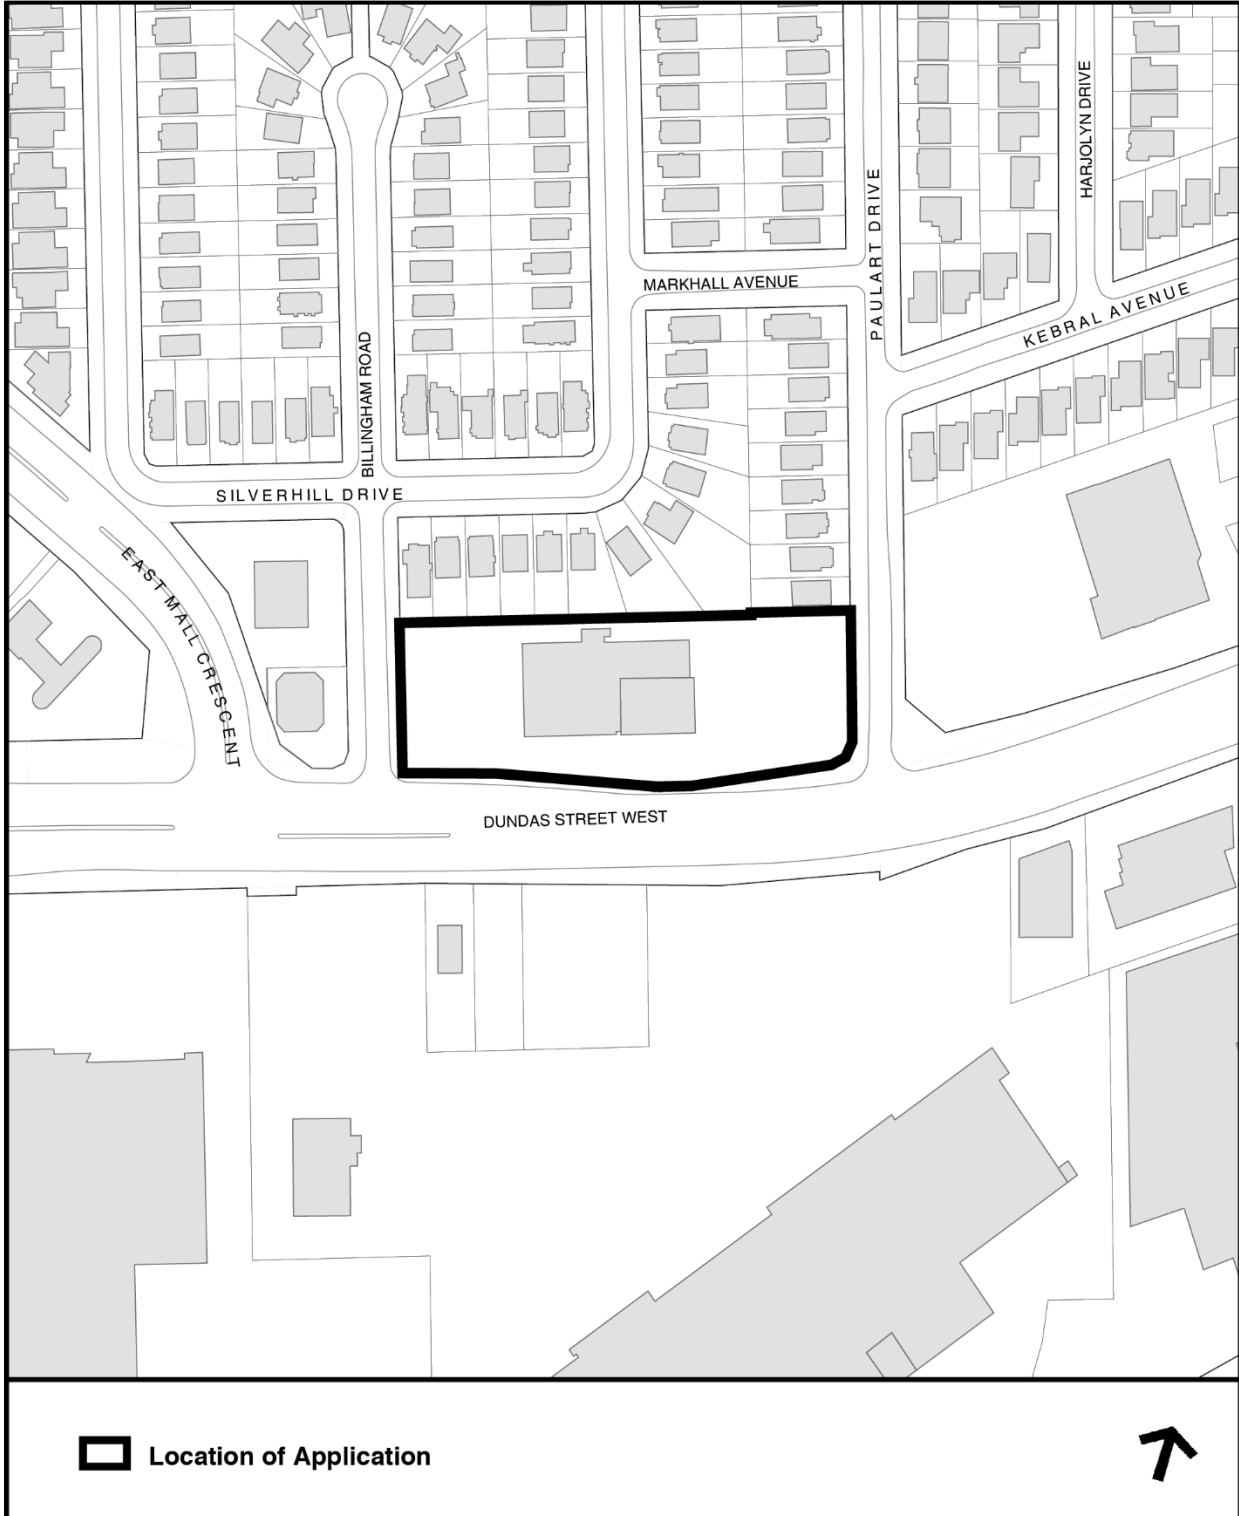 HARJOLYN DRIVE
PAULART DRIVE
MARKHALL AVENUE
KEBRAL AVENUE
BILLINGHAM ROAD
SILVERHILL DRIVE
EAST MALL CRESCENT
DUNDAS STREET WEST
Location of Application